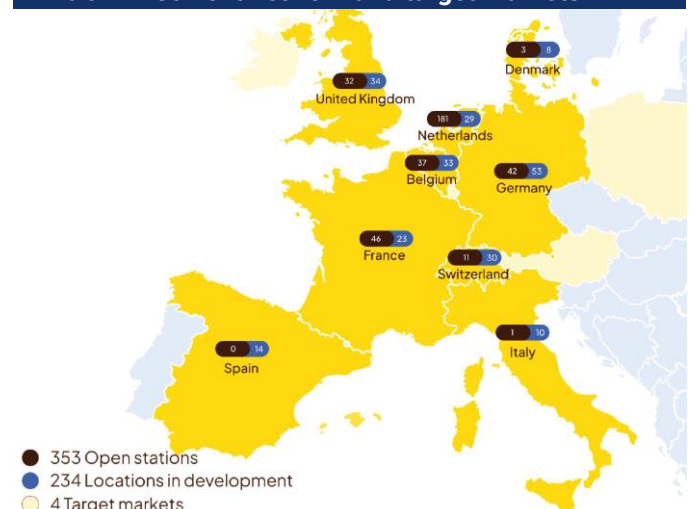 32 34
United Kingdom
3 8
Denmark
181 29
Netherlands
37 33
Belgium
42 53
Germany
46 23
France
11 30
Switzerland
0 14
Spain
1 10
Italy
353 Open stations
234 Locations in development
4 Target markets